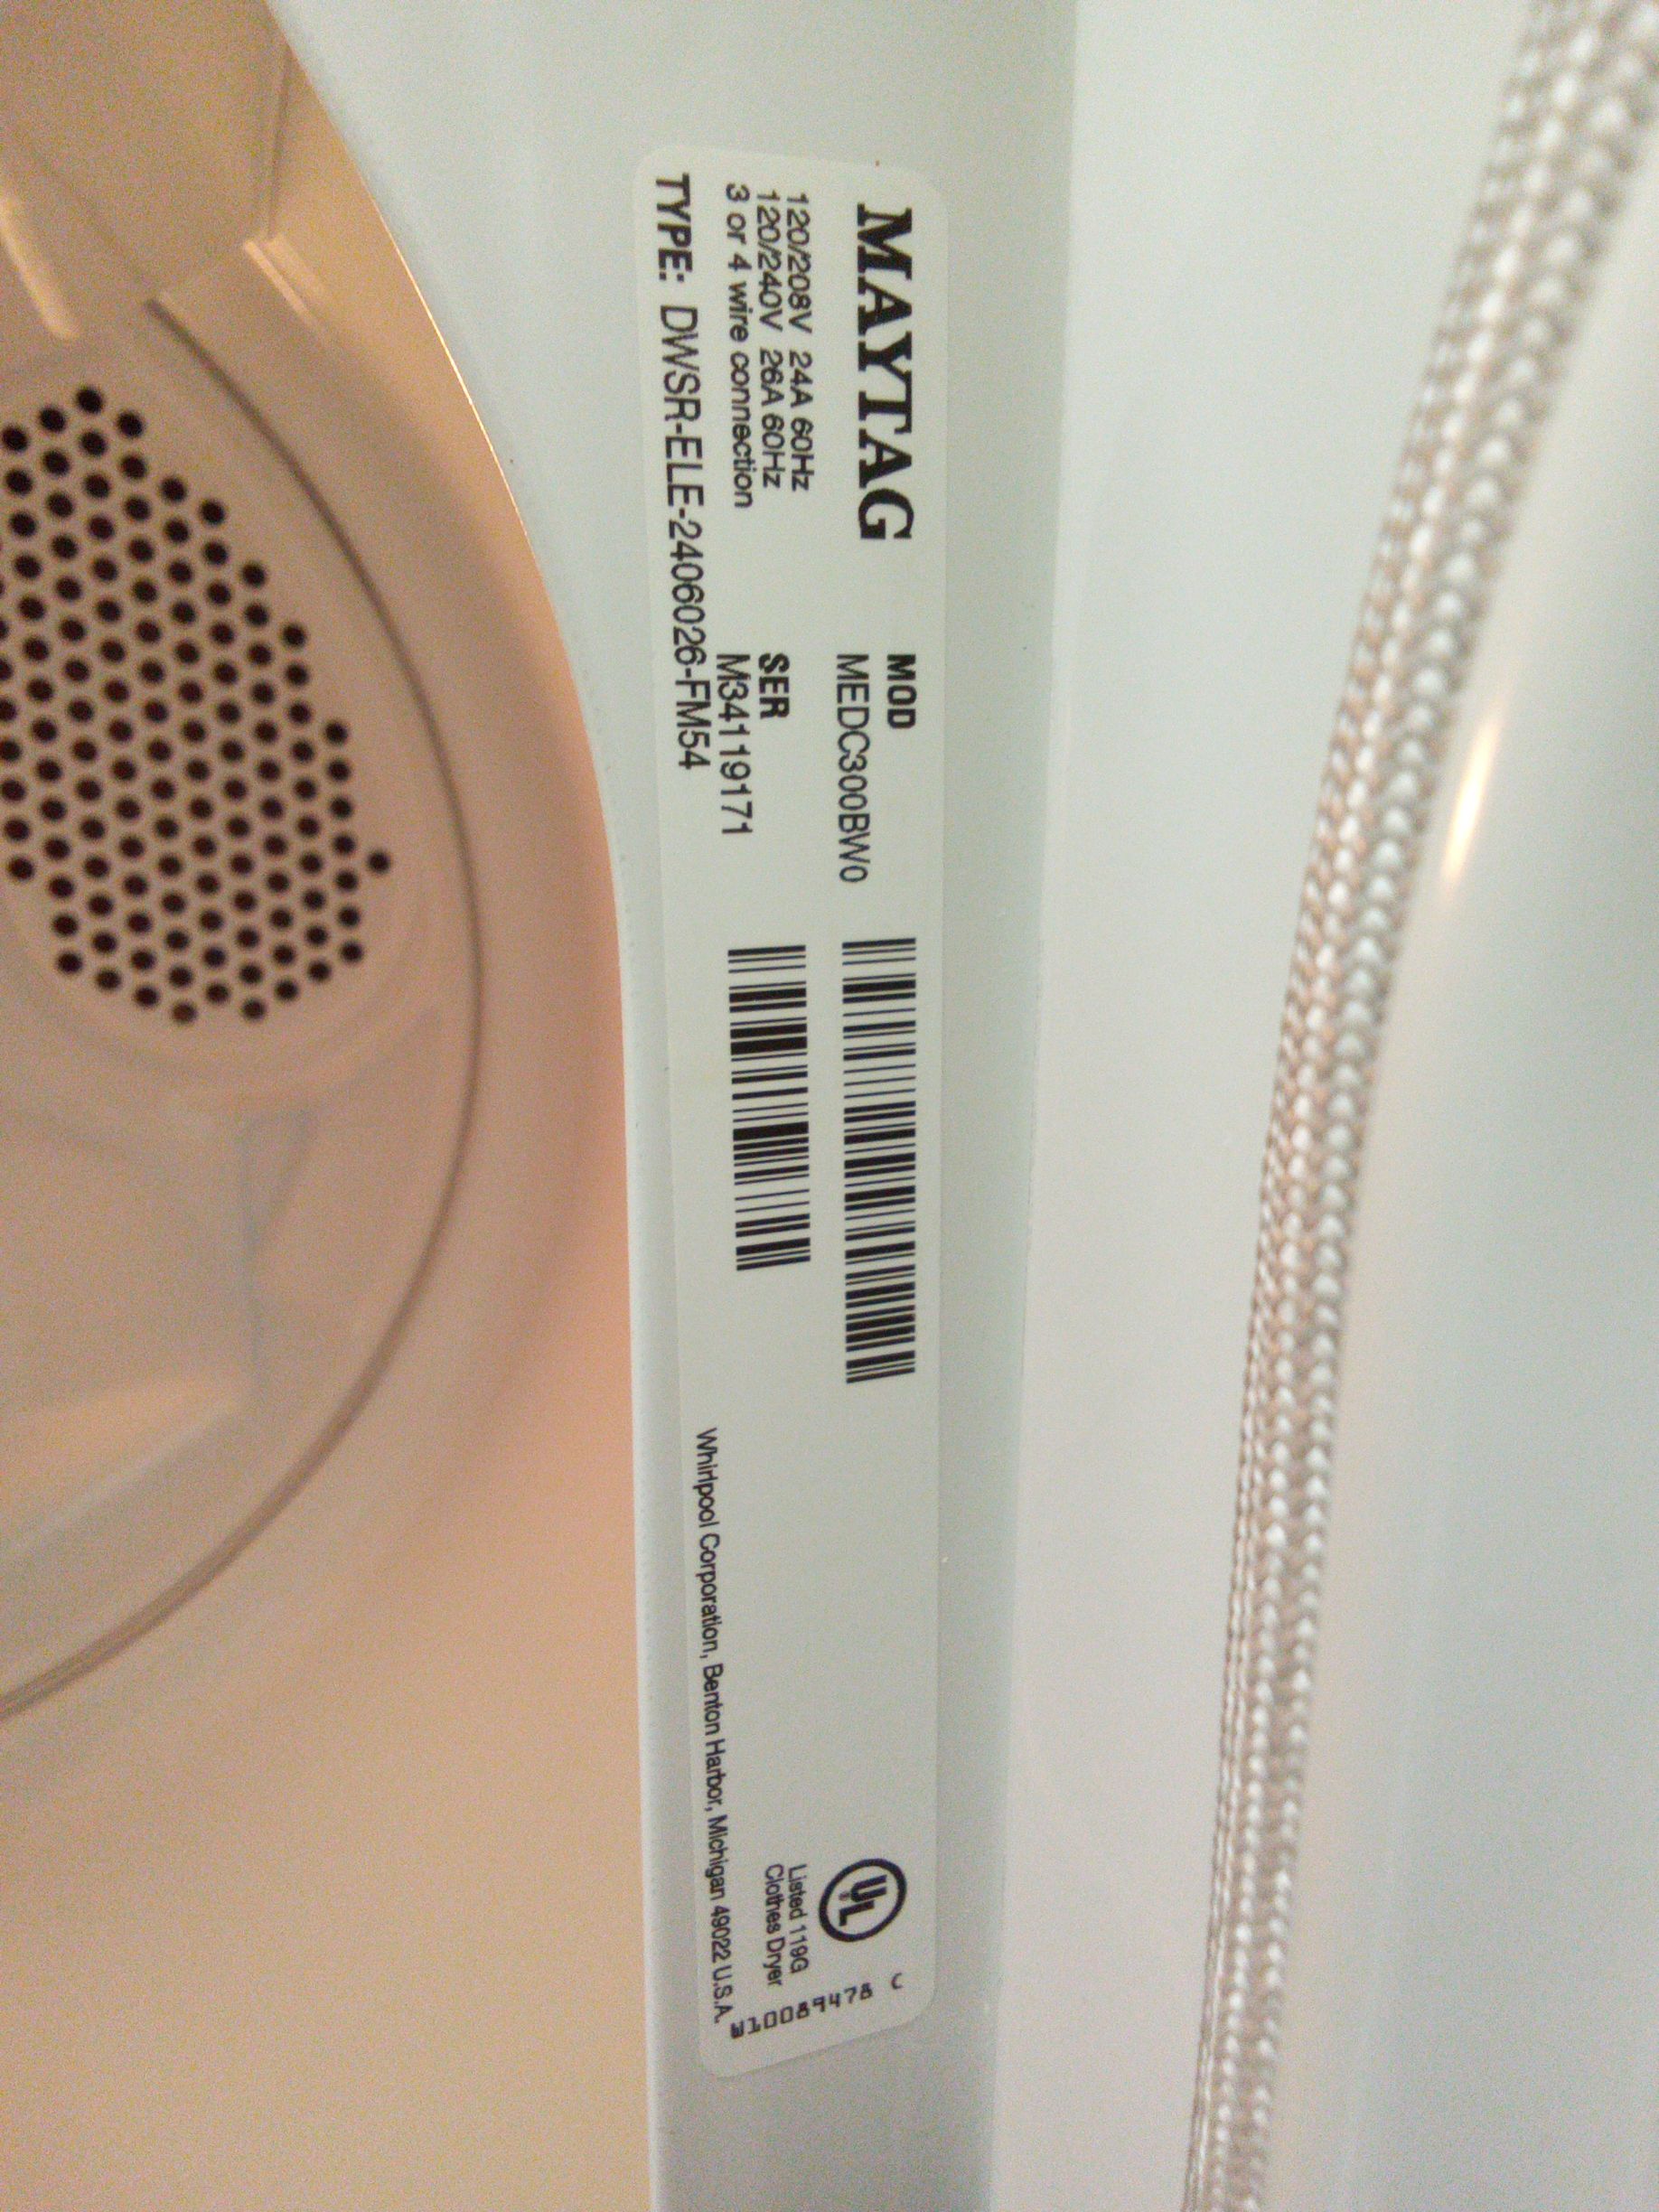 MAYTAG
120/208V 24A 60Hz
120/240V 26A 60Hz
3 or 4 wire connection
TYPE: DWSR-ELE-2406026-FM54
MOD
MEDC300BW0
SER
M34119171
Whirlpool Corporation, Benton Harbor, Michigan 49022 U.S.A.
UL
®
Listed 119G
Clothes Dryer
W10089478 C